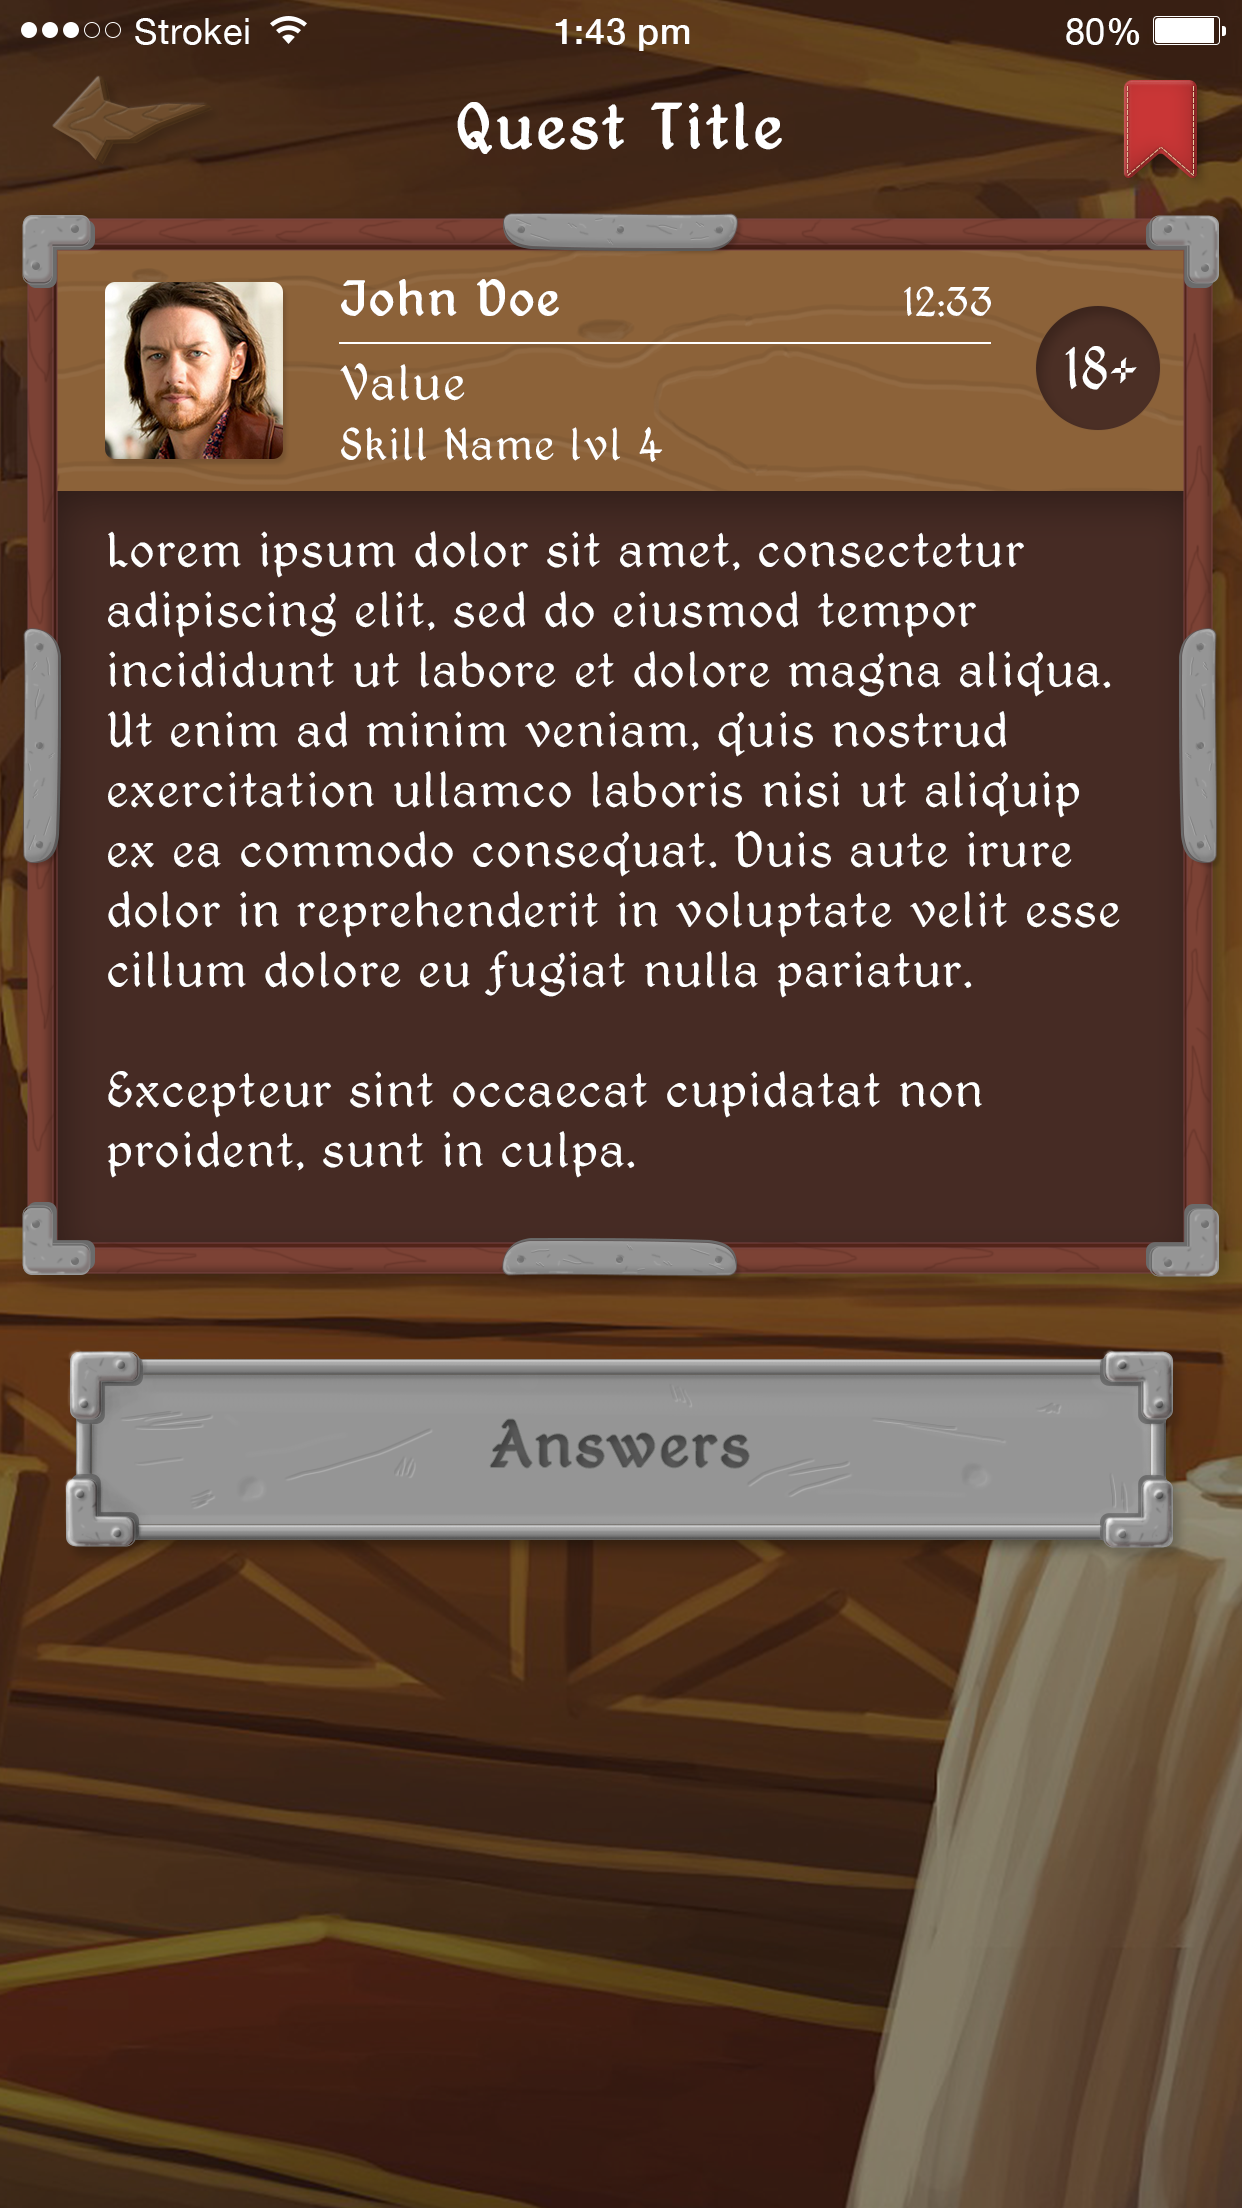 Strokei 1:43 pm 80%
Quest Title
John Doe 12:33
Value
18+
Skill Name lvl 4
Lorem ipsum dolor sit amet, consectetur
adipiscing elit, sed do eiusmod tempor
incididunt ut labore et dolore magna aliqua.
Ut enim ad minim veniam, quis nostrud
exercitation ullamco laboris nisi ut aliquip
ex ea commodo consequat. Duis aute irure
dolor in reprehenderit in voluptate velit esse
cillum dolore eu fugiat nulla pariatur.
Excepteur sint occaecat cupidatat non
proident, sunt in culpa.
Answers